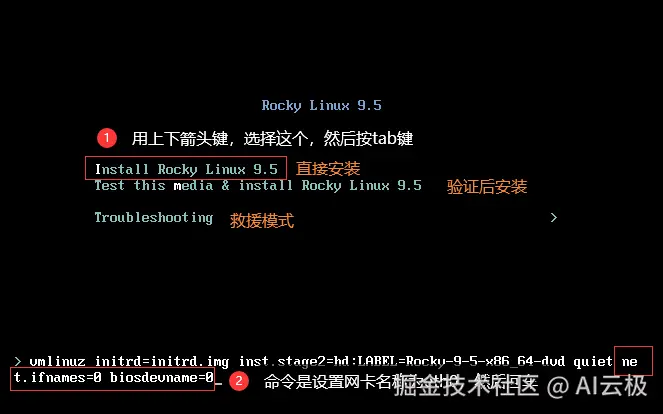 Rocky Linux 9.5
1 用上下箭头键，选择这个，然后按tab键
Install Rocky Linux 9.5 直接安装
Test this media & install Rocky Linux 9.5 验证后安装
Troubleshooting 救援模式 >
> vmlinuz initrd=initrd.img inst.stage2=hd:LABEL=Rocky-9-5-x86_64-dvd quiet ne
t.ifnames=0 biosdevname=0_ 2 命令是设置网卡名称
掘金技术社区 @ AI云极